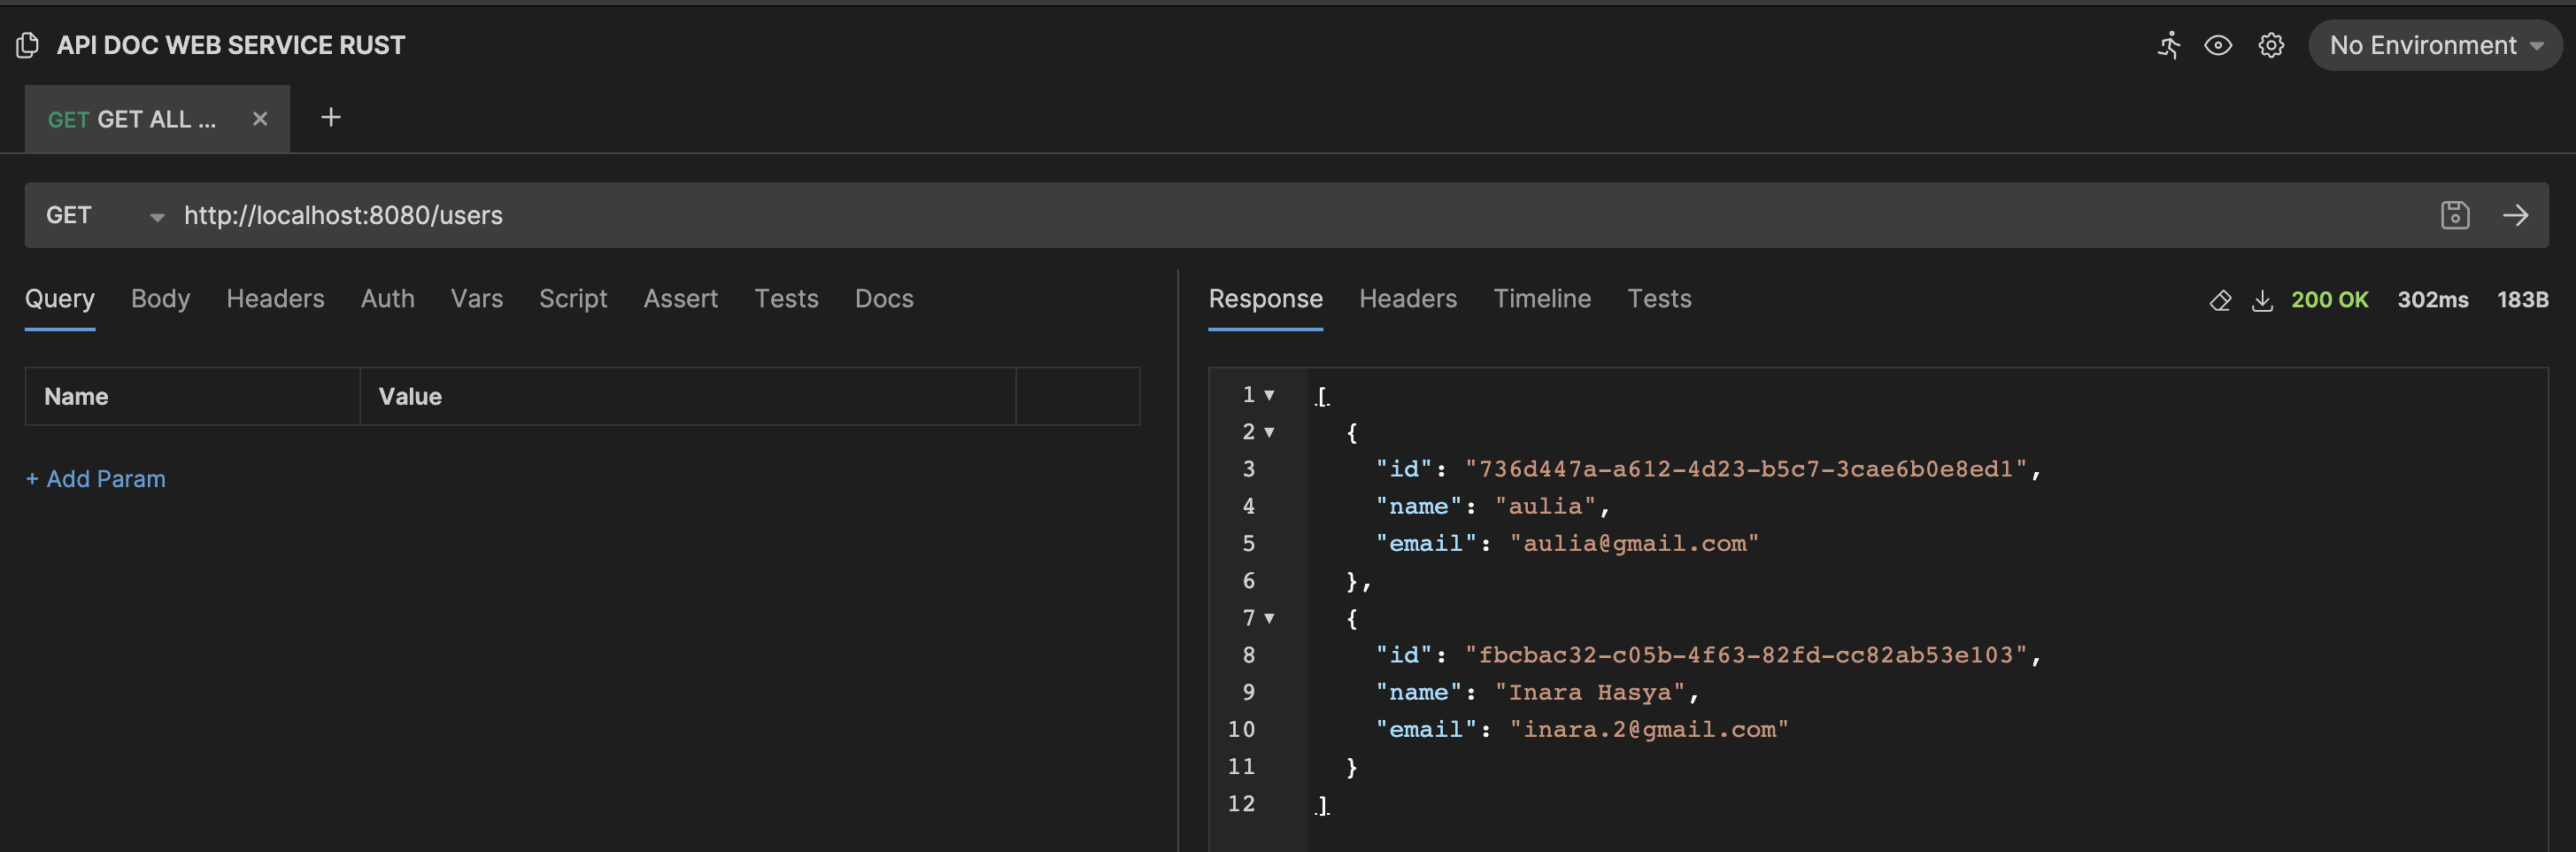 API DOC WEB SERVICE RUST
No Environment
GET GET ALL ...
GET http://localhost:8080/users
Query Body Headers Auth Vars Script Assert Tests Docs
Name Value
+ Add Param
Response Headers Timeline Tests 200 OK 302ms 183B
1 [
2 {
3 "id": "736d447a-a612-4d23-b5c7-3cae6b0e8ed1",
4 "name": "aulia",
5 "email": "aulia@gmail.com"
6 },
7 {
8 "id": "fbcbac32-c05b-4f63-82fd-cc82ab53e103",
9 "name": "Inara Hasya",
10 "email": "inara.2@gmail.com"
11 }
12 ]